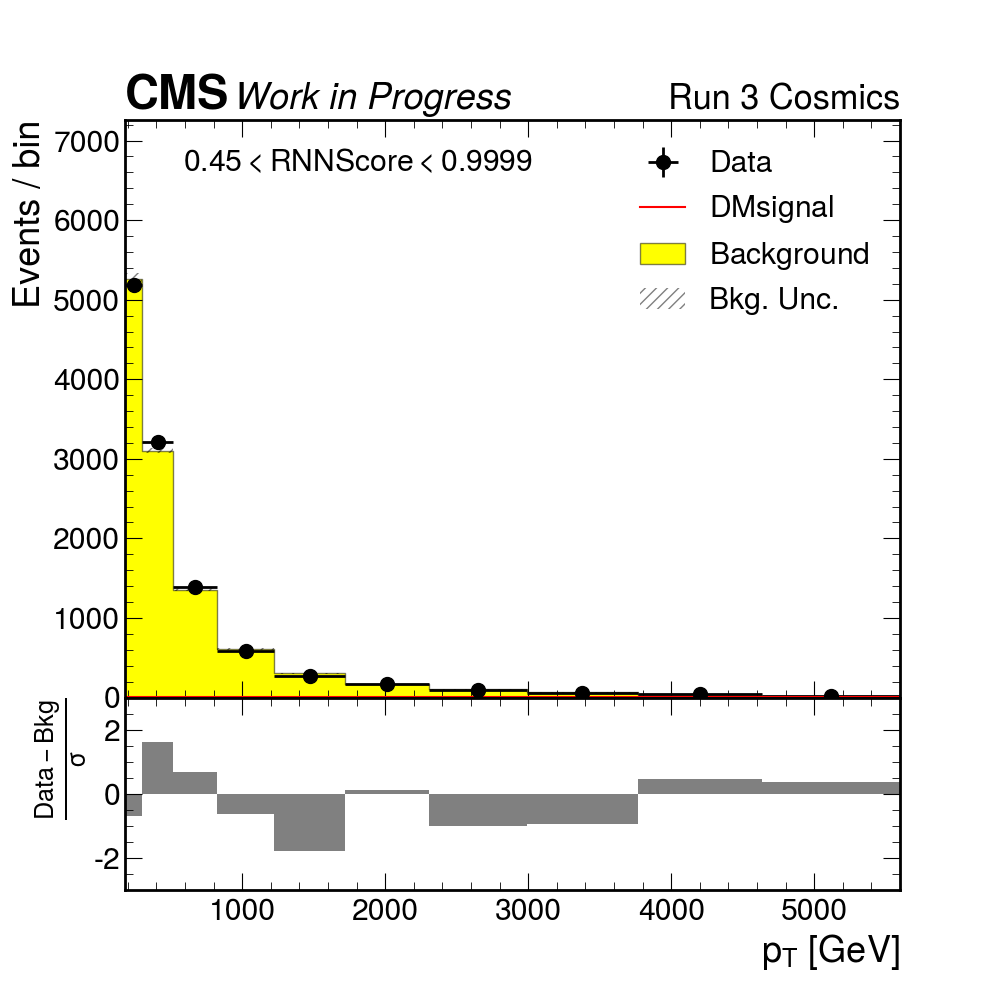 CMS Work in Progress
Run 3 Cosmics
Events / bin
7000
6000
5000
4000
3000
2000
1000
0
0.45 < RNNScore < 0.9999
Data
DMsignal
Background
Bkg. Unc.
Data – Bkg
σ
2
0
-2
1000 2000 3000 4000 5000
pT [GeV]